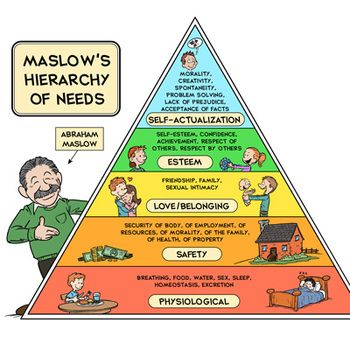 MASLOW'S
HIERARCHY
OF NEEDS
ABRAHAM
MASLOW
MORALITY,
CREATIVITY,
SPONTANEITY,
PROBLEM SOLVING,
LACK OF PREJUDICE,
ACCEPTANCE OF FACTS
SELF-ACTUALIZATION
SELF-ESTEEM, CONFIDENCE,
ACHIEVEMENT, RESPECT OF
OTHERS, RESPECT BY OTHERS
ESTEEM
FRIENDSHIP, FAMILY,
SEXUAL INTIMACY
LOVE/BELONGING
SECURITY OF BODY, OF EMPLOYMENT, OF
RESOURCES, OF MORALITY, OF THE FAMILY,
OF HEALTH, OF PROPERTY
SAFETY
BREATHING, FOOD, WATER, SEX, SLEEP,
HOMEOSTASIS, EXCRETION
PHYSIOLOGICAL